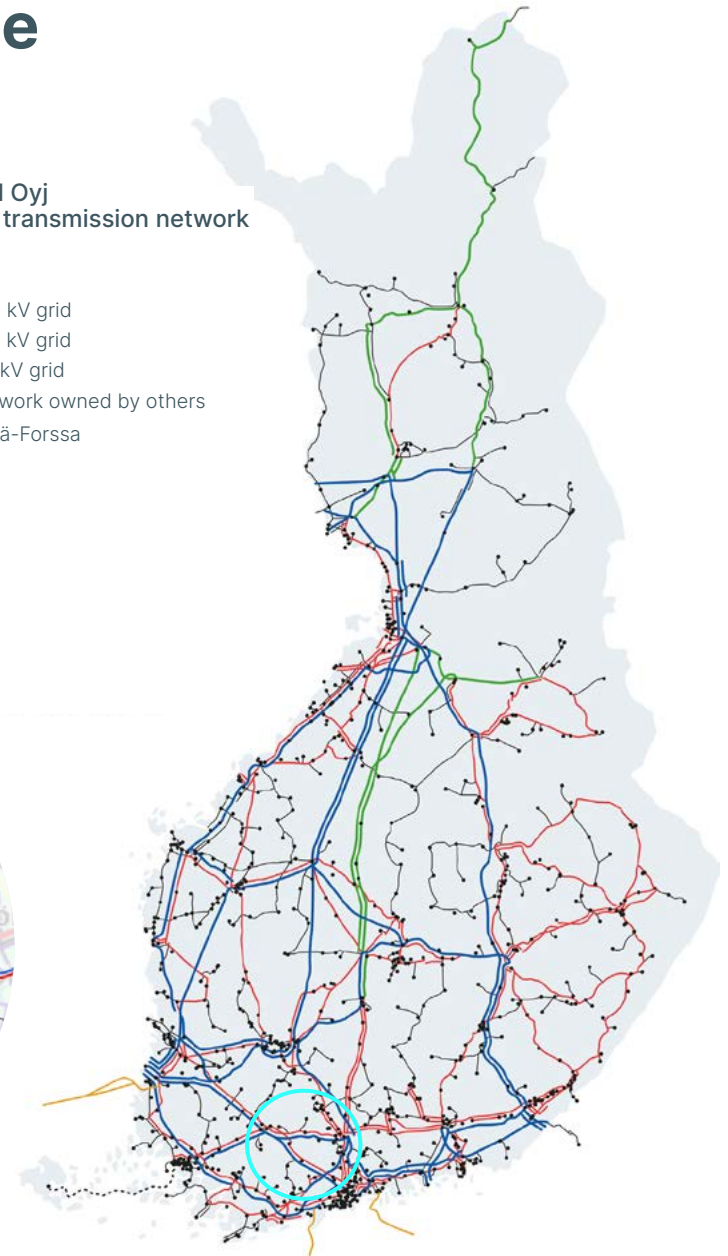 e
l Oyj
transmission network
kV grid
kV grid
kV grid
work owned by others
ä-Forssa